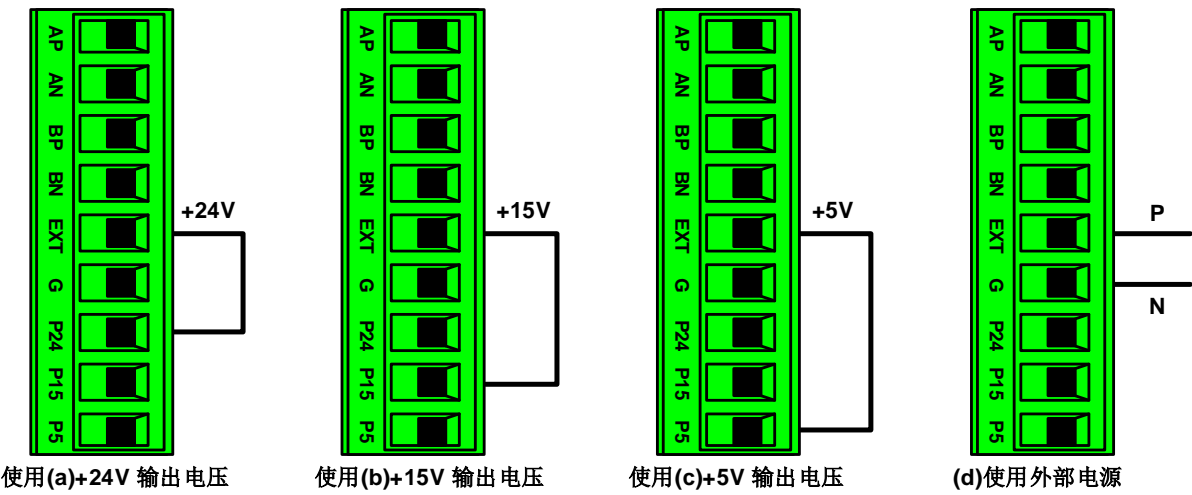 AP
AN
BP
BN
EXT
G
P24
P15
P5
+24V
使用(a)+24V 输出电压
AP
AN
BP
BN
EXT
G
P24
P15
P5
+15V
使用(b)+15V 输出电压
AP
AN
BP
BN
EXT
G
P24
P15
P5
+5V
使用(c)+5V 输出电压
AP
AN
BP
BN
EXT
G
P24
P15
P5
P
N
(d)使用外部电源